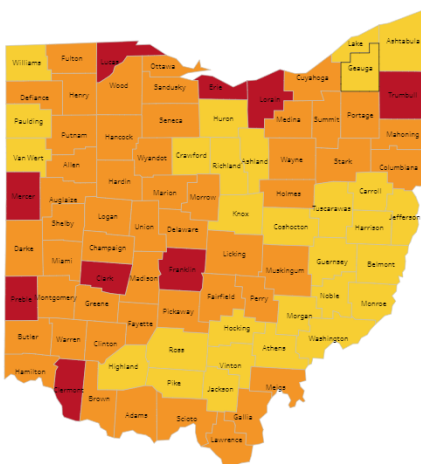 Ashtabula
Lake
Geauga
Williams
Fulton
Lucas
Ottawa
Cuyahoga
Defiance
Henry
Wood
Sandusky
Erie
Lorain
Trumbull
Paulding
Putnam
Hancock
Seneca
Huron
Medina
Summit
Portage
Mahoning
Van Wert
Allen
Wyandot
Crawford
Richland
Ashland
Wayne
Stark
Columbiana
Mercer
Auglaize
Hardin
Marion
Morrow
Holmes
Carroll
Tuscarawas
Jefferson
Shelby
Logan
Union
Delaware
Knox
Coshocton
Harrison
Darke
Miami
Champaign
Licking
Guernsey
Belmont
Clark
Madison
Franklin
Muskingum
Preble
Montgomery
Greene
Fairfield
Perry
Noble
Monroe
Pickaway
Morgan
Fayette
Hocking
Washington
Butler
Warren
Clinton
Ross
Athens
Hamilton
Highland
Vinton
Clermont
Brown
Pike
Jackson
Meigs
Adams
Scioto
Gallia
Lawrence